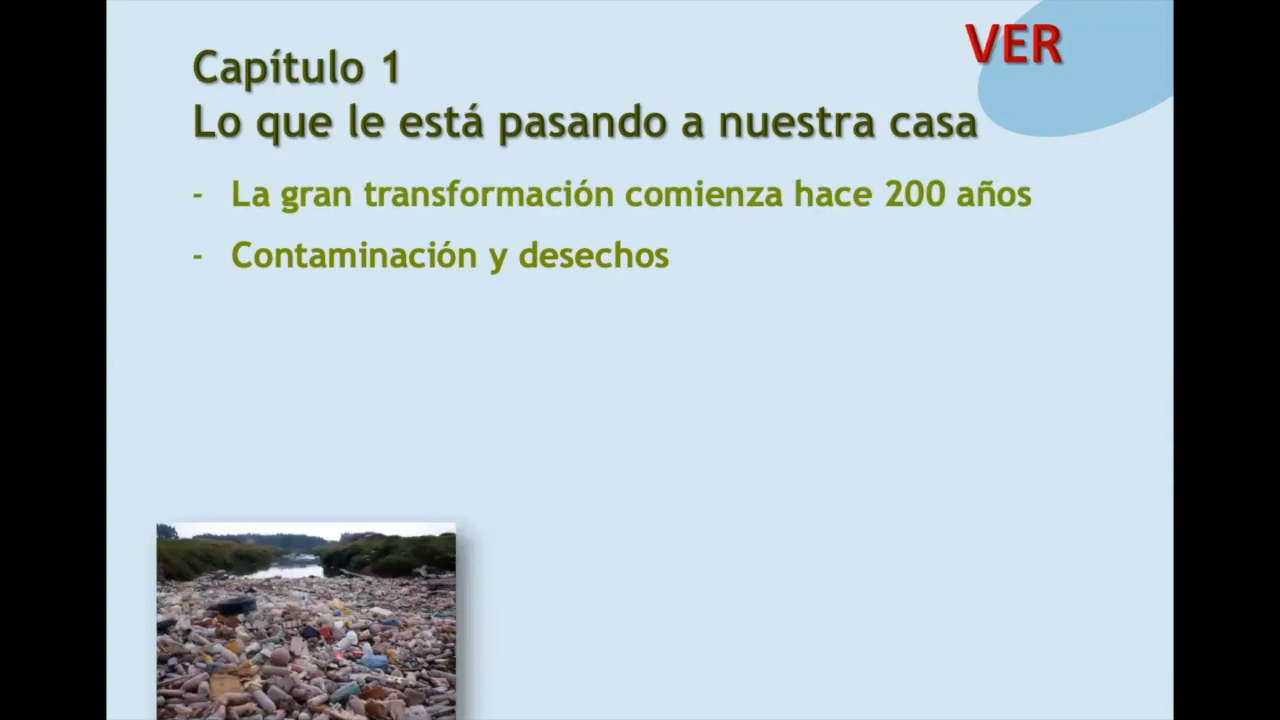 VER
Capítulo 1
Lo que le está pasando a nuestra casa
- La gran transformación comienza hace 200 años
- Contaminación y desechos